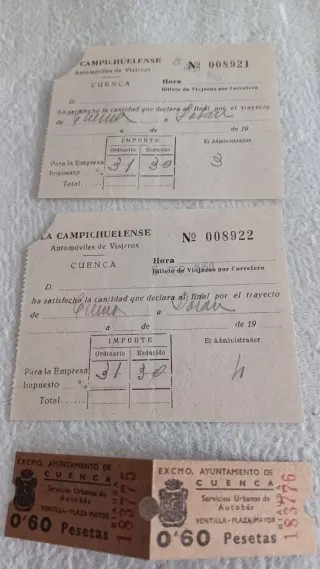 LA CAMPICHUELENSE
Automóviles de Viajeros
CUENCA
Nº 008921
Hora
Billete de Viajeros por Carretera
D.
ha satisfecho la cantidad que declara al final por el trayecto
de Cuenca a
a de de 19
IMPORTE
Ordinario Reducido
El Administrador
Para la Empresa 31 30
3
Impuesto %
Total
LA CAMPICHUELENSE
Automóviles de Viajeros
CUENCA
Nº 008922
Hora
Billete de Viajeros por Carretera
D.
ha satisfecho la cantidad que declara al final por el trayecto
de Cuenca a
a de de 19
IMPORTE
Ordinario Reducido
El Administrador
Para la Empresa 31 30
Impuesto %
4
Total
EXCMO. AYUNTAMIENTO DE
CUENCA
Servicios Urbanos de
Autobús
VENTILLA - PLAZA MAYOR
0'60 Pesetas
183775
EXCMO. AYUNTAMIENTO DE
CUENCA
Servicios Urbanos de
Autobús
VENTILLA - PLAZA MAYOR
0'60 Pesetas
183776